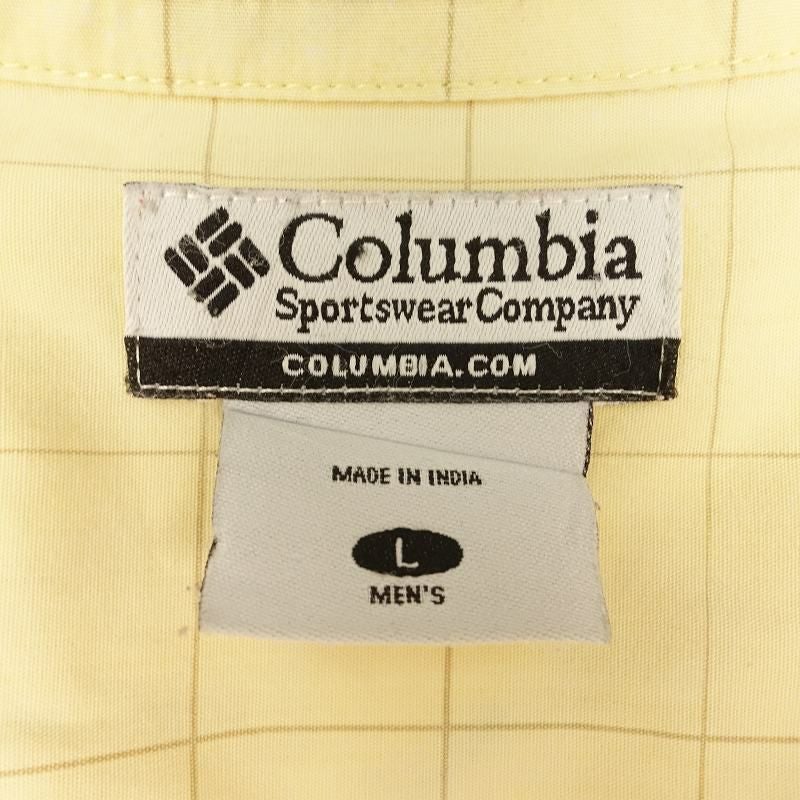 Columbia
Sportswear Company
COLUMBIA.COM
MADE IN INDIA
L
MEN'S